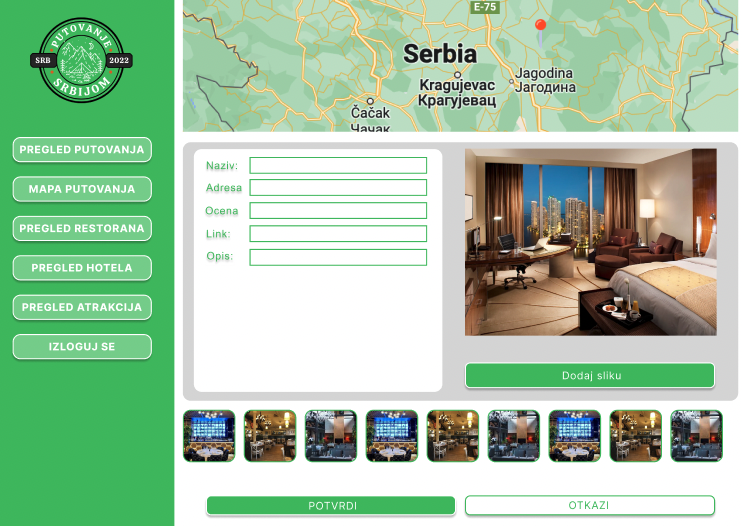 PUTOVANJE
SRB
2022
SRBIJOM
PREGLED PUTOVANJA
MAPA PUTOVANJA
PREGLED RESTORANA
PREGLED HOTELA
PREGLED ATRAKCIJA
IZLOGUJ SE
E-75
Serbia
Kragujevac
Крагујевац
Jagodina
Јагодина
Čačak
Чачак
Naziv:
Adresa
Ocena
Link:
Opis:
Dodaj sliku
POTVRDI
OTKAZI